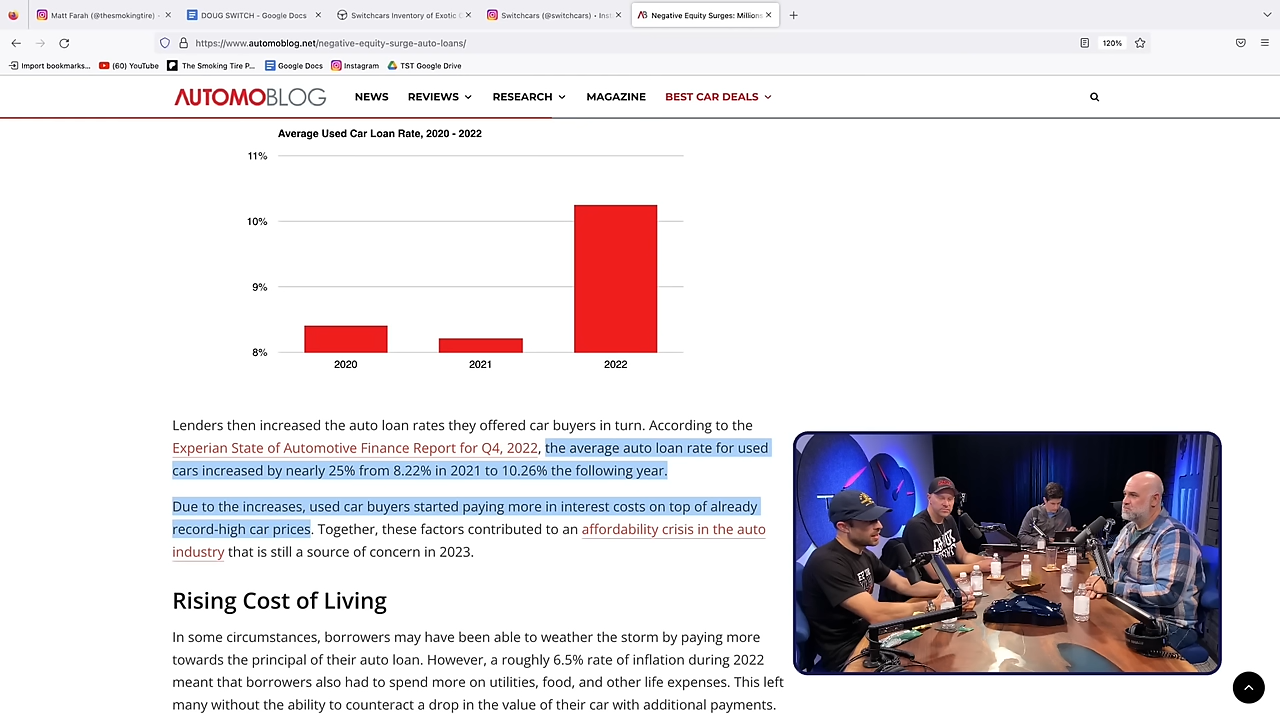 Matt Farah (@thesmokingtire) -
DOUG SWITCH - Google Docs
Switchcars Inventory of Exotic C
Switchcars (@switchcars) • Inst
Negative Equity Surges: Millions
https://www.automoblog.net/negative-equity-surge-auto-loans/
120%
Import bookmarks...
(60) YouTube
The Smoking Tire P...
Google Docs
Instagram
TST Google Drive
AUTOMOBLOG
NEWS
REVIEWS
RESEARCH
MAGAZINE
BEST CAR DEALS
Average Used Car Loan Rate, 2020 - 2022
11%
10%
9%
8%
2020
2021
2022
Lenders then increased the auto loan rates they offered car buyers in turn. According to the
Experian State of Automotive Finance Report for Q4, 2022, the average auto loan rate for used
cars increased by nearly 25% from 8.22% in 2021 to 10.26% the following year.
Due to the increases, used car buyers started paying more in interest costs on top of already
record-high car prices. Together, these factors contributed to an affordability crisis in the auto
industry that is still a source of concern in 2023.
Rising Cost of Living
In some circumstances, borrowers may have been able to weather the storm by paying more
towards the principal of their auto loan. However, a roughly 6.5% rate of inflation during 2022
meant that borrowers also had to spend more on utilities, food, and other life expenses. This left
many without the ability to counteract a drop in the value of their car with additional payments.